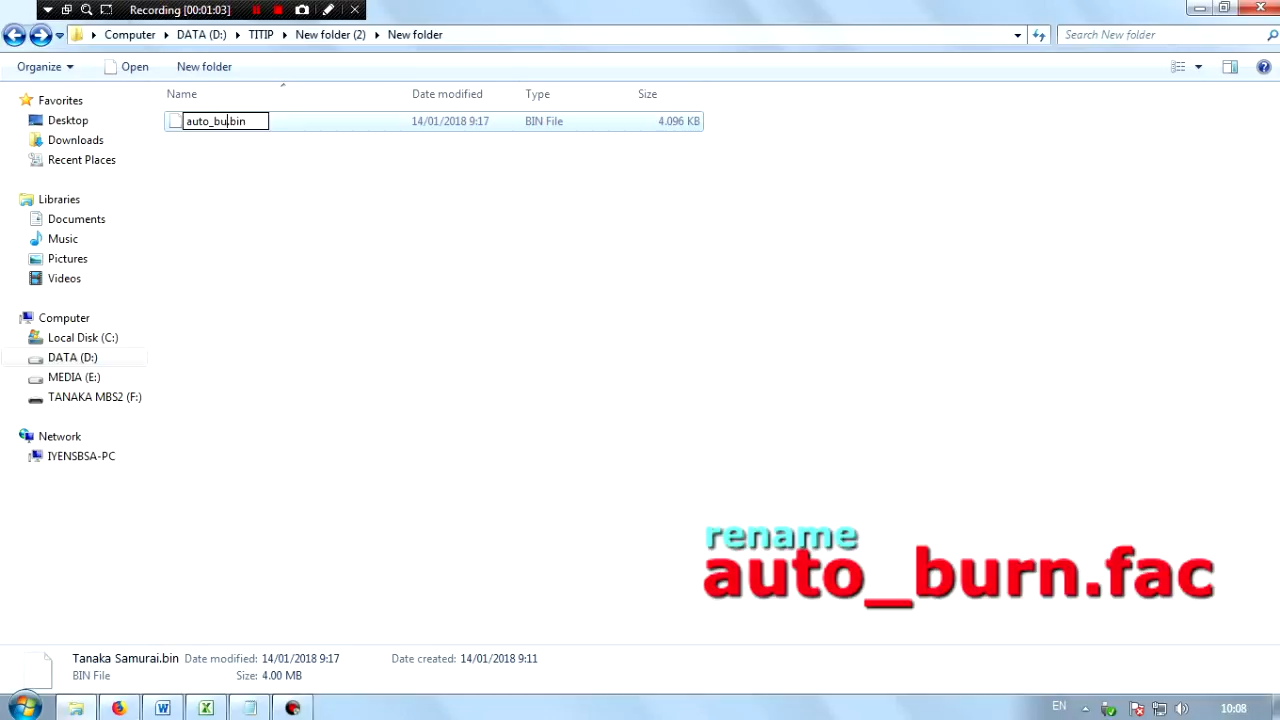 Recording [00:01:03]
Computer DATA (D:) TITIP New folder (2) New folder
Search New folder
Organize Open New folder
Name Date modified Type Size
auto_bu.bin 14/01/2018 9:17 BIN File 4.096 KB
Favorites
Desktop
Downloads
Recent Places
Libraries
Documents
Music
Pictures
Videos
Computer
Local Disk (C:)
DATA (D:)
MEDIA (E:)
TANAKA MBS2 (F:)
Network
IYENSBSA-PC
rename
auto_burn.fac
Tanaka Samurai.bin Date modified: 14/01/2018 9:17 Date created: 14/01/2018 9:11
BIN File Size: 4.00 MB
EN 10:08